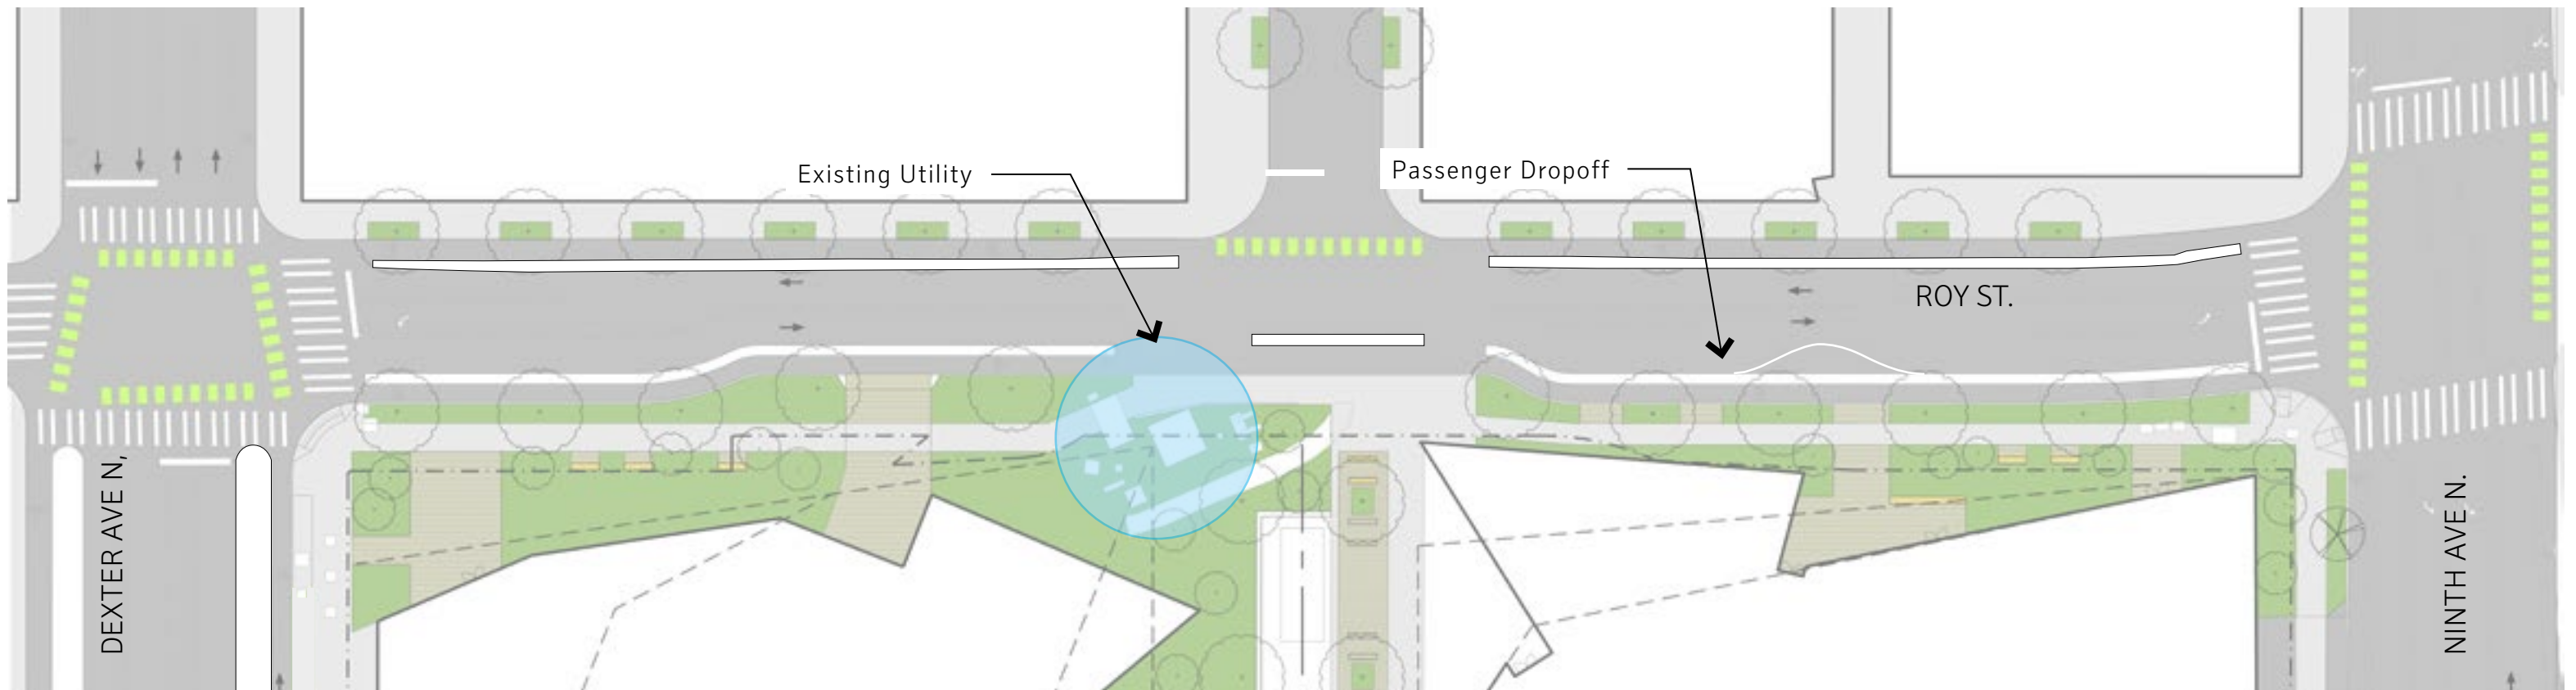 Existing Utility
Passenger Dropoff
ROY ST.
DEXTER AVE N,
NINTH AVE N.